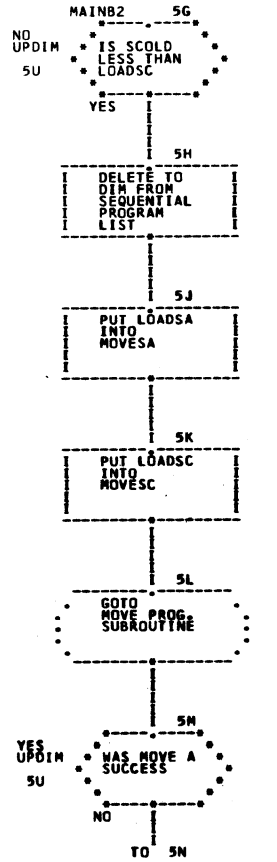 MAINB2 5G
NO
UPDIM
5U
IS SCOLD
LESS THAN
LOADSC
YES
5H
DELETE TO
DIM FROM
SEQUENTIAL
PROGRAM
LIST
5J
PUT LOADSA
INTO
MOVESA
5K
PUT LOADSC
INTO
MOVESC
5L
GOTO
MOVE PROG.
SUBROUTINE
5M
YES
UPDIM
5U
WAS MOVE A
SUCCESS
NO
TO 5N